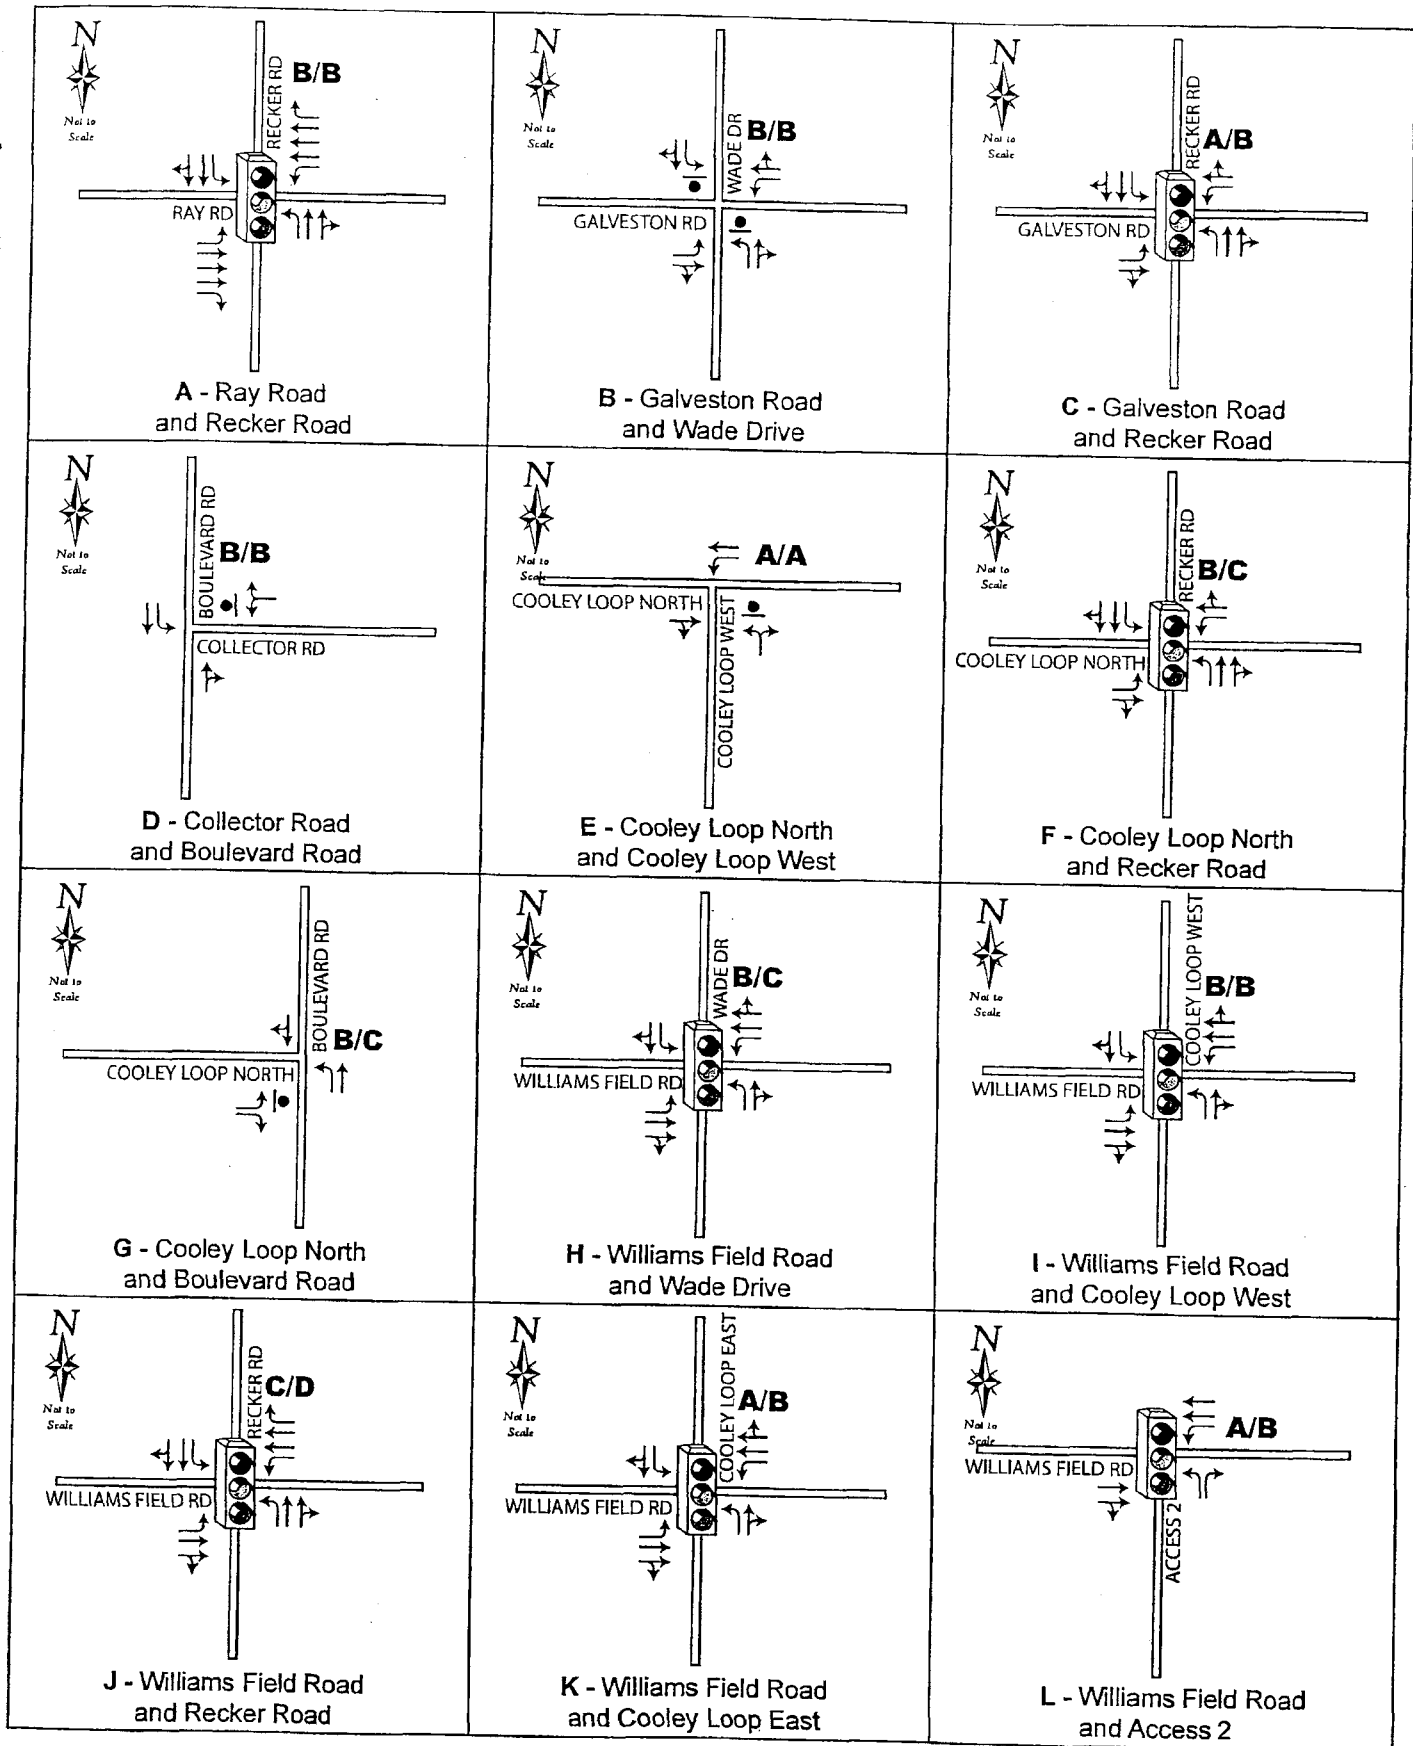 N
Not to
Scale
RECKER RD
B/B
RAY RD
A - Ray Road
and Recker Road
N
Not to
Scale
WADE DR
B/B
GALVESTON RD
B - Galveston Road
and Wade Drive
N
Not to
Scale
RECKER RD
A/B
GALVESTON RD
C - Galveston Road
and Recker Road
N
Not to
Scale
BOULEVARD RD
B/B
COLLECTOR RD
D - Collector Road
and Boulevard Road
N
Not to
Scale
A/A
COOLEY LOOP NORTH
COOLEY LOOP WEST
E - Cooley Loop North
and Cooley Loop West
N
Not to
Scale
RECKER RD
B/C
COOLEY LOOP NORTH
F - Cooley Loop North
and Recker Road
N
Not to
Scale
BOULEVARD RD
B/C
COOLEY LOOP NORTH
G - Cooley Loop North
and Boulevard Road
N
Not to
Scale
WADE DR
B/C
WILLIAMS FIELD RD
H - Williams Field Road
and Wade Drive
N
Not to
Scale
COOLEY LOOP WEST
B/B
WILLIAMS FIELD RD
I - Williams Field Road
and Cooley Loop West
N
Not to
Scale
RECKER RD
C/D
WILLIAMS FIELD RD
J - Williams Field Road
and Recker Road
N
Not to
Scale
COOLEY LOOP EAST
A/B
WILLIAMS FIELD RD
K - Williams Field Road
and Cooley Loop East
N
Not to
Scale
A/B
WILLIAMS FIELD RD
ACCESS 2
L - Williams Field Road
and Access 2